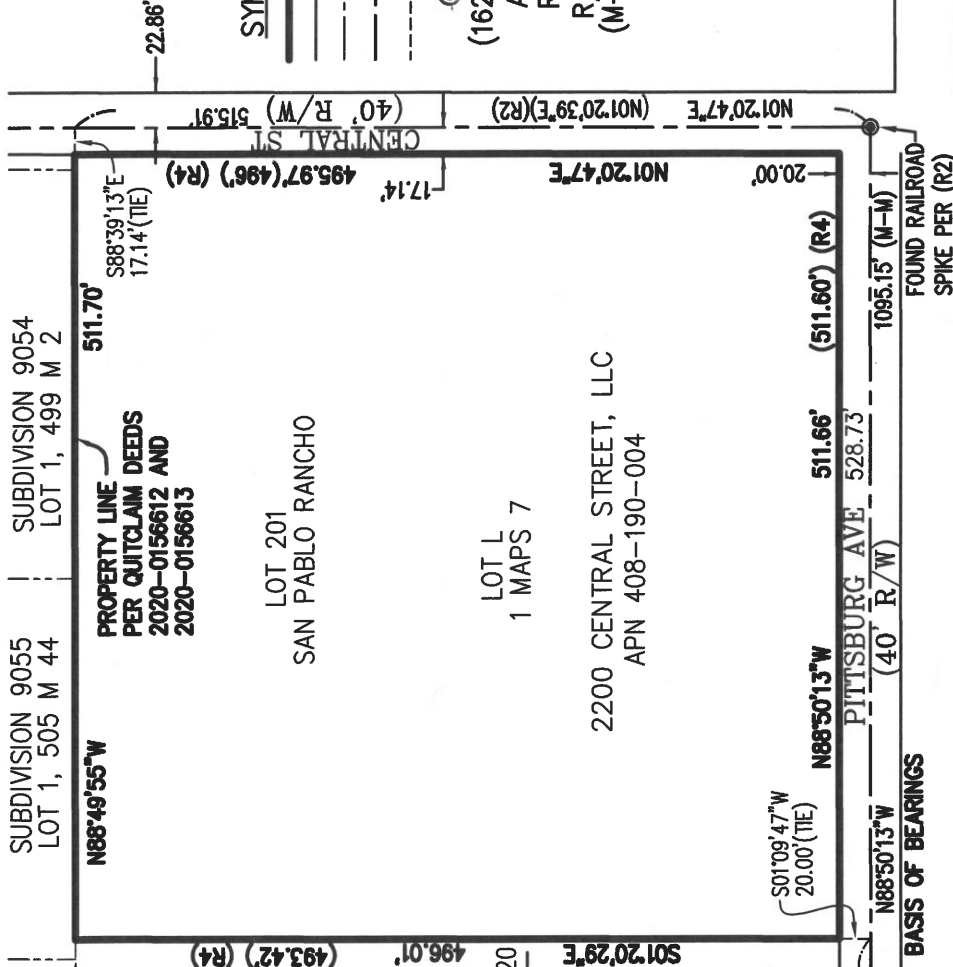 22.86'
SYM
(162
A
R
R
(M-
515.91'
(40' R/W)
CENTRAL ST
(N01°20'39"E)(R2)
N01°20'47"E
495.97' (496') (R4)
17.14'
N01°20'47"E
20.00'
S88°39'13"E
17.14'(TIE)
FOUND RAILROAD
SPIKE PER (R2)
SUBDIVISION 9054
LOT 1, 499 M 2
511.70'
PROPERTY LINE
PER QUITCLAIM DEEDS
2020-0156612 AND
2020-0156613
LOT 201
SAN PABLO RANCHO
LOT L
1 MAPS 7
2200 CENTRAL STREET, LLC
APN 408-190-004
511.66'
(511.60') (R4)
1095.15' (M-M)
528.73'
PITTSBURG AVE
(40' R/W)
SUBDIVISION 9055
LOT 1, 505 M 44
N88°49'55"W
N88°50'13"W
S01°09'47"W
20.00'(TIE)
N88°50'13"W
BASIS OF BEARINGS
(493.42') (R4)
496.01'
20
S01°20'29"E